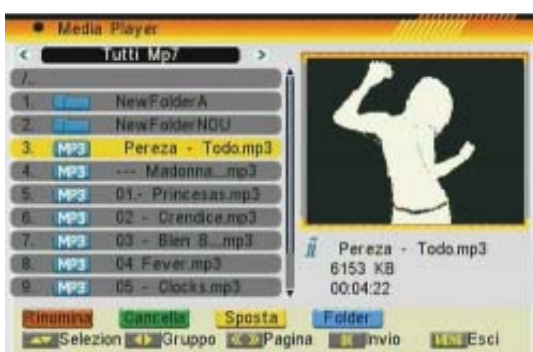 Media Player
Tutti Mp7
/..
1. NewFolderA
2. NewFolderNOU
3. MP3 Pereza - Todo.mp3
4. MP3 --- Madonna...mp3
5. MP3 01.- Princesas.mp3
6. MP3 02 - Crendice.mp3
7. MP3 03 - Bien B...mp3
8. MP3 04 Fever.mp3
9. MP3 05 - Clocks.mp3
Pereza - Todo.mp3
6153 KB
00:04:22
Rinomina Cancella Sposta Folder
Selezion Gruppo Pagina Invio MENU Esci